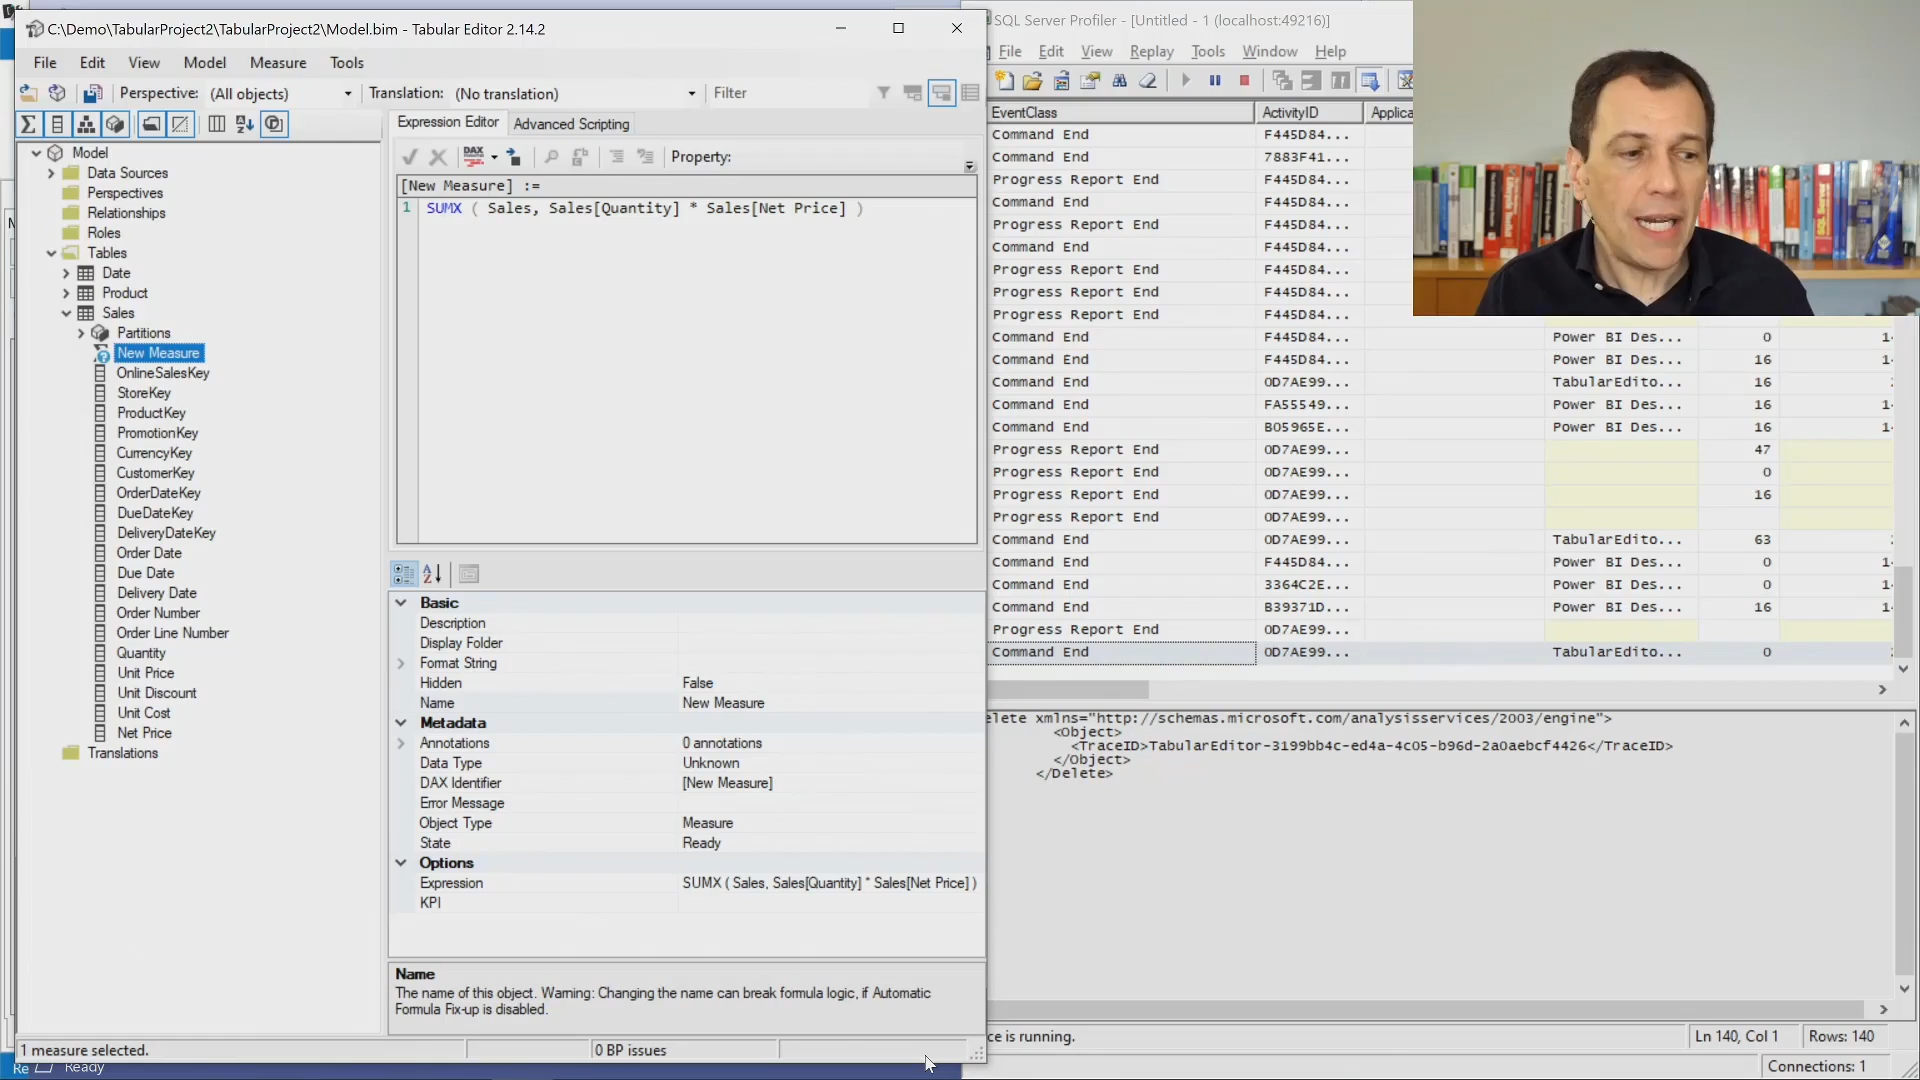 C:\Demo\TabularProject2\TabularProject2\Model.bim - Tabular Editor 2.14.2
File Edit View Model Measure Tools
Perspective: (All objects) Translation: (No translation) Filter
Expression Editor Advanced Scripting
DAX Property:
[New Measure] :=
1 SUMX ( Sales, Sales[Quantity] * Sales[Net Price] )
Model
Data Sources
Perspectives
Relationships
Roles
Tables
Date
Product
Sales
Partitions
New Measure
OnlineSalesKey
StoreKey
ProductKey
PromotionKey
CurrencyKey
CustomerKey
OrderDateKey
DueDateKey
DeliveryDateKey
Order Date
Due Date
Delivery Date
Order Number
Order Line Number
Quantity
Unit Price
Unit Discount
Unit Cost
Net Price
Translations
Basic
Description
Display Folder
Format String
Hidden False
Name New Measure
Metadata
Annotations 0 annotations
Data Type Unknown
DAX Identifier [New Measure]
Error Message
Object Type Measure
State Ready
Options
Expression SUMX ( Sales, Sales[Quantity] * Sales[Net Price] )
KPI
Name
The name of this object. Warning: Changing the name can break formula logic, if Automatic
Formula Fix-up is disabled.
1 measure selected. 0 BP issues
Re Ready
SQL Server Profiler - [Untitled - 1 (localhost:49216)]
File Edit View Replay Tools Window Help
EventClass ActivityID Applica
Command End F445D84...
Command End 7883F41...
Progress Report End F445D84...
Command End F445D84...
Progress Report End F445D84...
Command End F445D84...
Progress Report End F445D84...
Progress Report End F445D84...
Progress Report End F445D84...
Command End F445D84... Power BI Des... 0 1
Command End F445D84... Power BI Des... 16 1
Command End 0D7AE99... TabularEdito... 16
Command End FA55549... Power BI Des... 16 1
Command End B05965E... Power BI Des... 16 1
Progress Report End 0D7AE99... 47
Progress Report End 0D7AE99... 0
Progress Report End 0D7AE99... 16
Progress Report End 0D7AE99...
Command End 0D7AE99... TabularEdito... 63
Command End F445D84... Power BI Des... 0 1
Command End 3364C2E... Power BI Des... 0 1
Command End B39371D... Power BI Des... 16 1
Progress Report End 0D7AE99...
Command End 0D7AE99... TabularEdito... 0
elete xmlns="http://schemas.microsoft.com/analysisservices/2003/engine">
<Object>
<TraceID>TabularEditor-3199bb4c-ed4a-4c05-b96d-2a0aebcf4426</TraceID>
</Object>
</Delete>
ce is running. Ln 140, Col 1 Rows: 140
Connections: 1